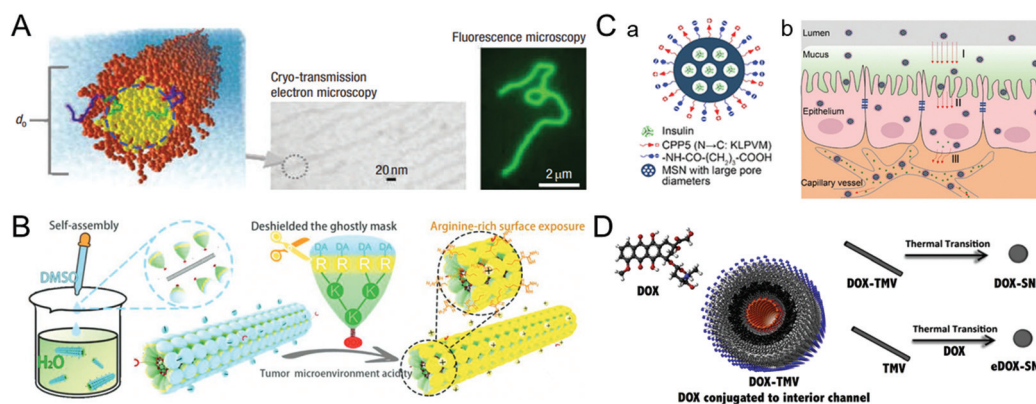 A
d₀
Cryo-transmission
electron microscopy
20 nm
Fluorescence microscopy
2 μm
B
Self-assembly
DMSO
H₂O
Deshielded the ghostly mask
DA DA DA DA
R R R R
K K
K
Tumor microenvironment acidity
Arginine-rich surface exposure
C
a
Insulin
CPP5 (N→C: KLPVM)
-NH-CO-(CH₂)₃-COOH
MSN with large pore
diameters
b
Lumen
Mucus
I
II
Epithelium
III
Capillary vessel
D
DOX
DOX-TMV
DOX conjugated to interior channel
DOX-TMV
Thermal Transition
DOX-SN
TMV
Thermal Transition
DOX
eDOX-SN